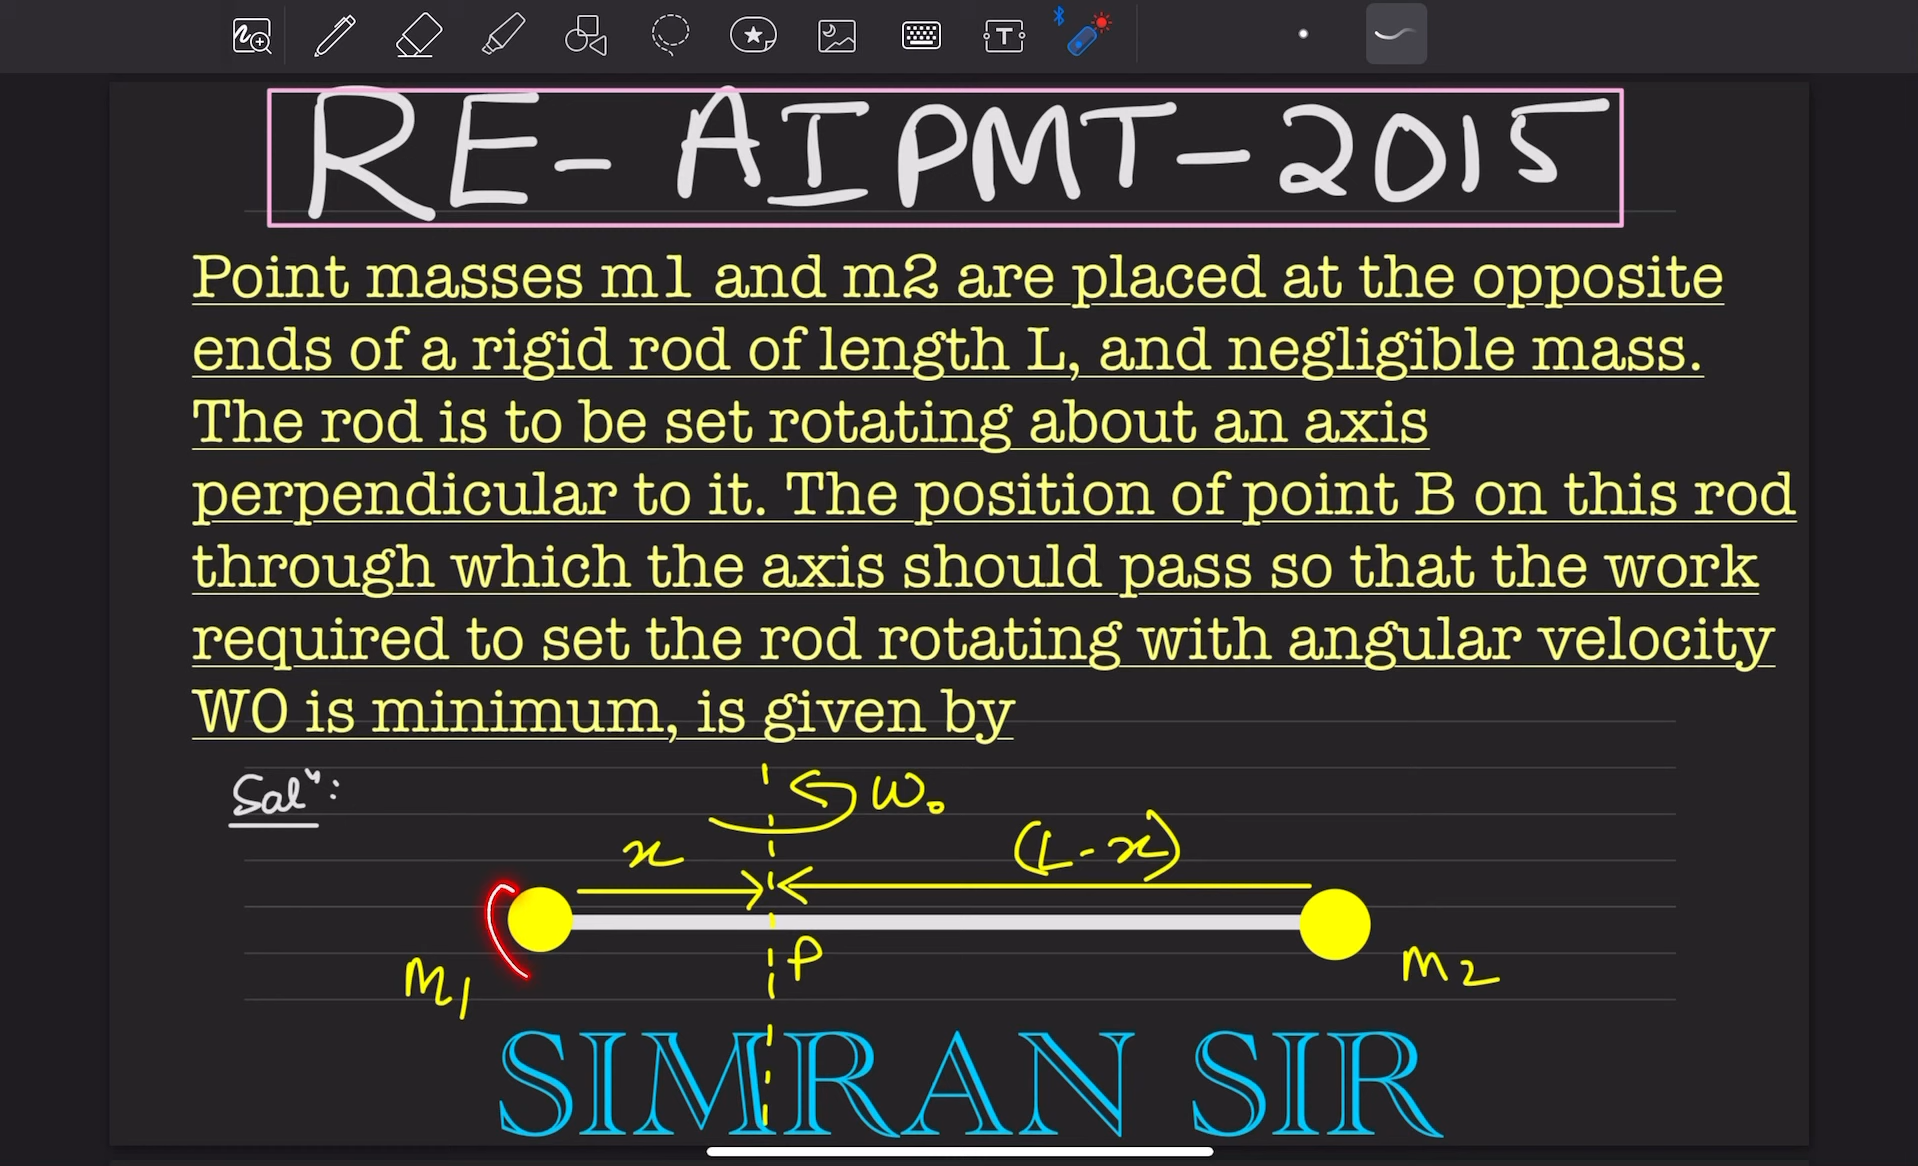 RE-AIPMT-2015
Point masses m1 and m2 are placed at the opposite
ends of a rigid rod of length L, and negligible mass.
The rod is to be set rotating about an axis
perpendicular to it. The position of point B on this rod
through which the axis should pass so that the work
required to set the rod rotating with angular velocity
WO is minimum, is given by
Solⁿ:
ω₀
x
(L-x)
P
M1
M2
SIMRAN SIR